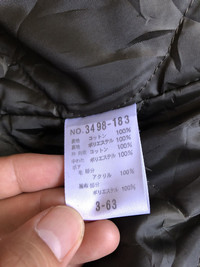 NO.3498-183
表地 コットン 100%
裏地 ポリエステル 100%
コットン 100%
ポリエステル 100%
毛 部分
アクリル 100%
ポリエステル 100%
3-63